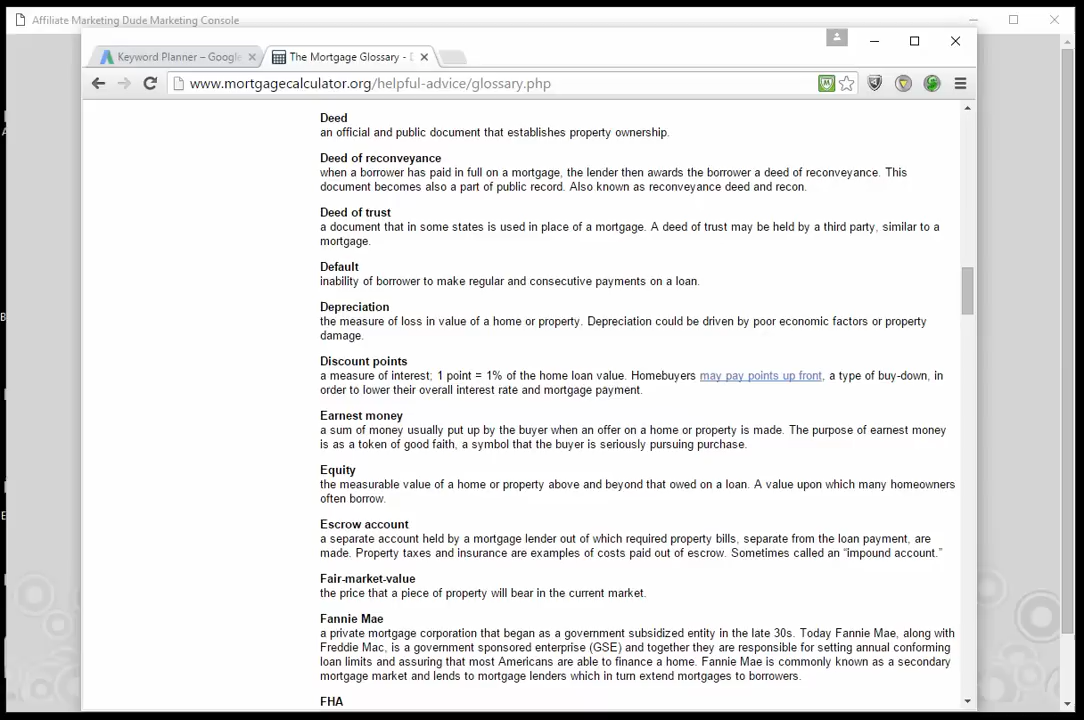 Affiliate Marketing Dude Marketing Console
Keyword Planner – Google
The Mortgage Glossary -
www.mortgagecalculator.org/helpful-advice/glossary.php
Deed
an official and public document that establishes property ownership.
Deed of reconveyance
when a borrower has paid in full on a mortgage, the lender then awards the borrower a deed of reconveyance. This
document becomes also a part of public record. Also known as reconveyance deed and recon.
Deed of trust
a document that in some states is used in place of a mortgage. A deed of trust may be held by a third party, similar to a
mortgage.
Default
inability of borrower to make regular and consecutive payments on a loan.
Depreciation
the measure of loss in value of a home or property. Depreciation could be driven by poor economic factors or property
damage.
Discount points
a measure of interest; 1 point = 1% of the home loan value. Homebuyers may pay points up front, a type of buy-down, in
order to lower their overall interest rate and mortgage payment.
Earnest money
a sum of money usually put up by the buyer when an offer on a home or property is made. The purpose of earnest money
is as a token of good faith, a symbol that the buyer is seriously pursuing purchase.
Equity
the measurable value of a home or property above and beyond that owed on a loan. A value upon which many homeowners
often borrow.
Escrow account
a separate account held by a mortgage lender out of which required property bills, separate from the loan payment, are
made. Property taxes and insurance are examples of costs paid out of escrow. Sometimes called an “impound account.”
Fair-market-value
the price that a piece of property will bear in the current market.
Fannie Mae
a private mortgage corporation that began as a government subsidized entity in the late 30s. Today Fannie Mae, along with
Freddie Mac, is a government sponsored enterprise (GSE) and together they are responsible for setting annual conforming
loan limits and assuring that most Americans are able to finance a home. Fannie Mae is commonly known as a secondary
mortgage market and lends to mortgage lenders which in turn extend mortgages to borrowers.
FHA